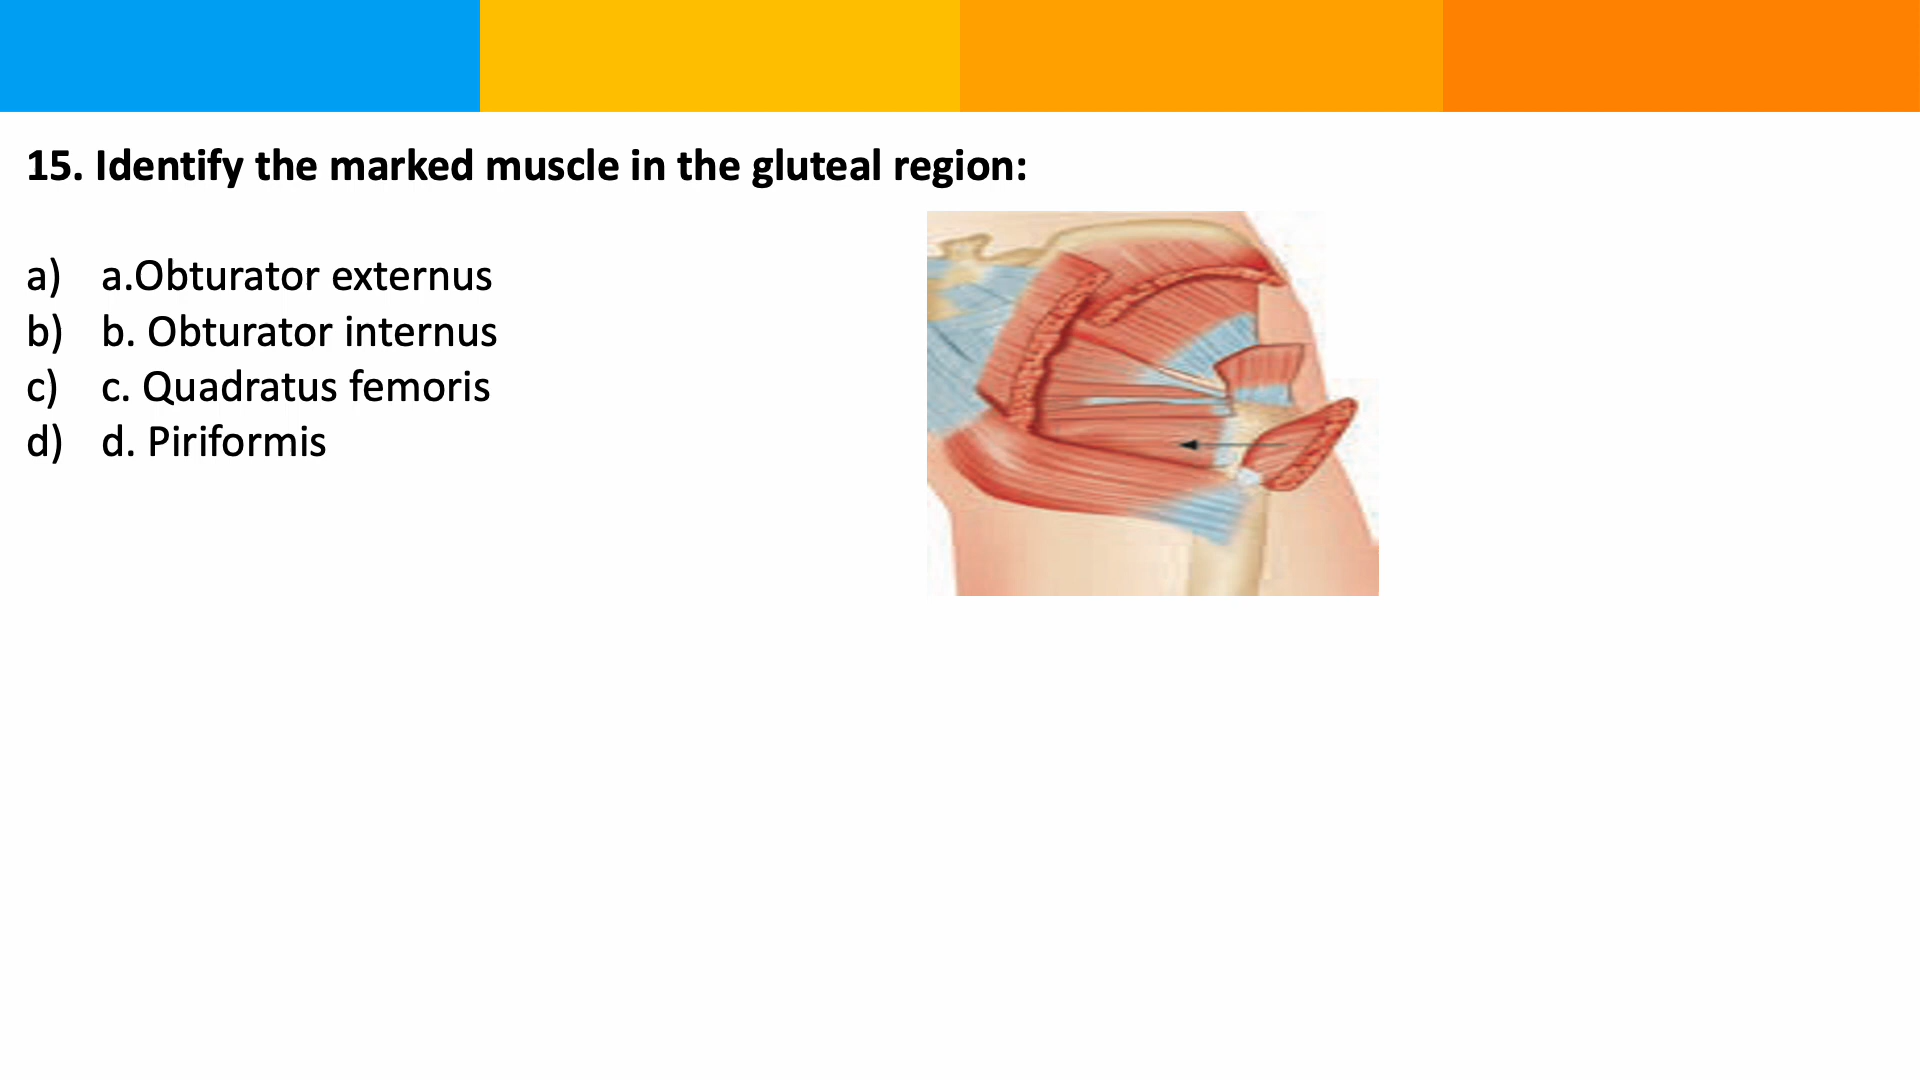 15. Identify the marked muscle in the gluteal region:
a) a.Obturator externus
b) b. Obturator internus
c) c. Quadratus femoris
d) d. Piriformis